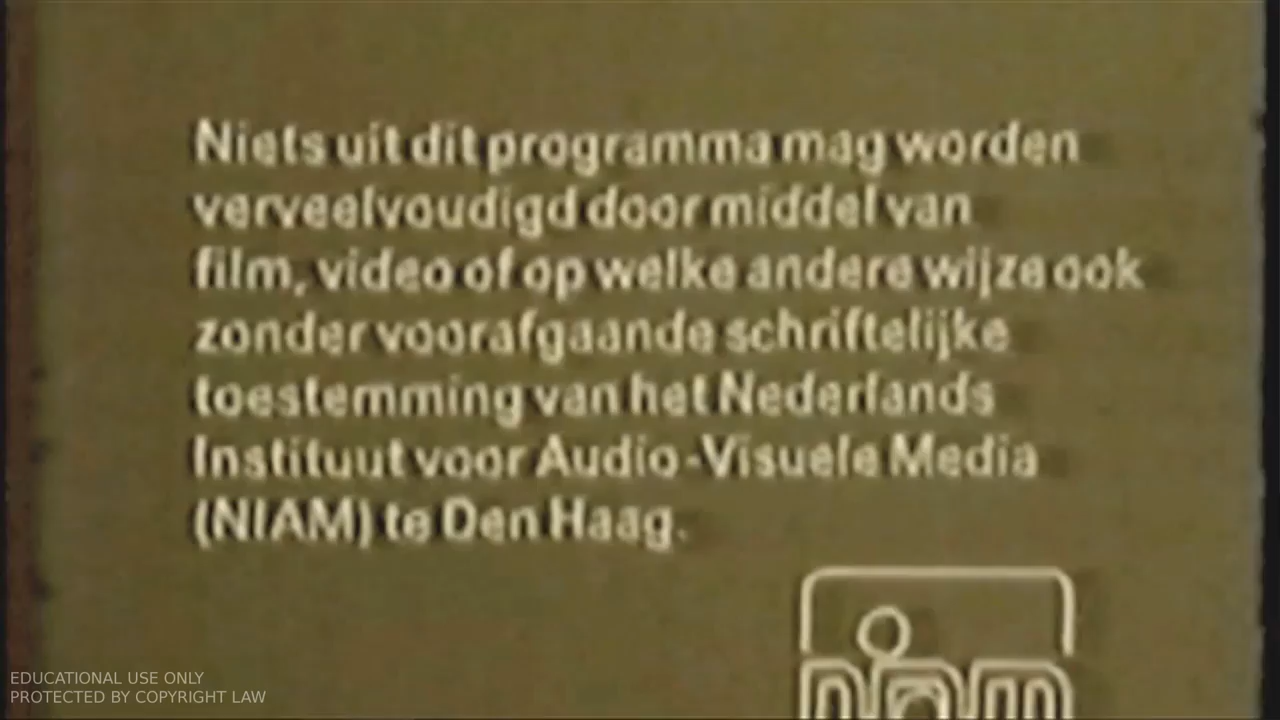 Niets uit dit programma mag worden
verveelvoudigd door middel van
film, video of op welke andere wijze ook
zonder voorafgaande schriftelijke
toestemming van het Nederlands
Instituut voor Audio-Visuele Media
(NIAM) te Den Haag.
niam
EDUCATIONAL USE ONLY
PROTECTED BY COPYRIGHT LAW